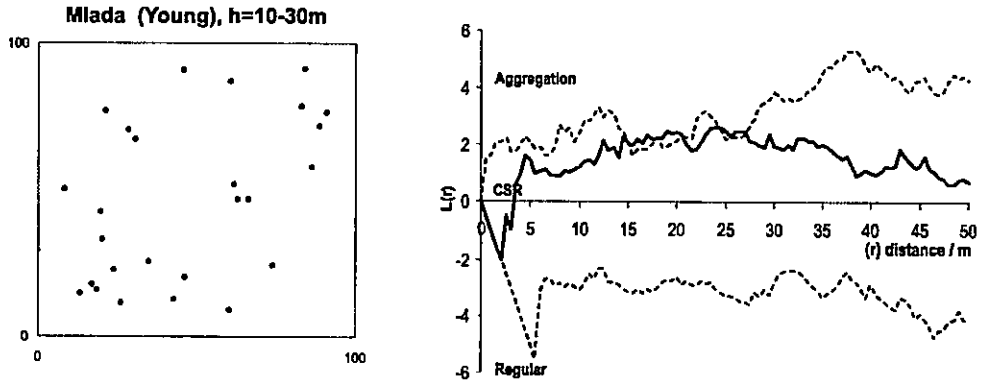 Mlada (Young), h=10-30m
100
0
0
100
6
4
2
0
-2
-4
-6
L(r)
Aggregation
CSR
Regular
0 5 10 15 20 25 30 35 40 45 50
(r) distance / m